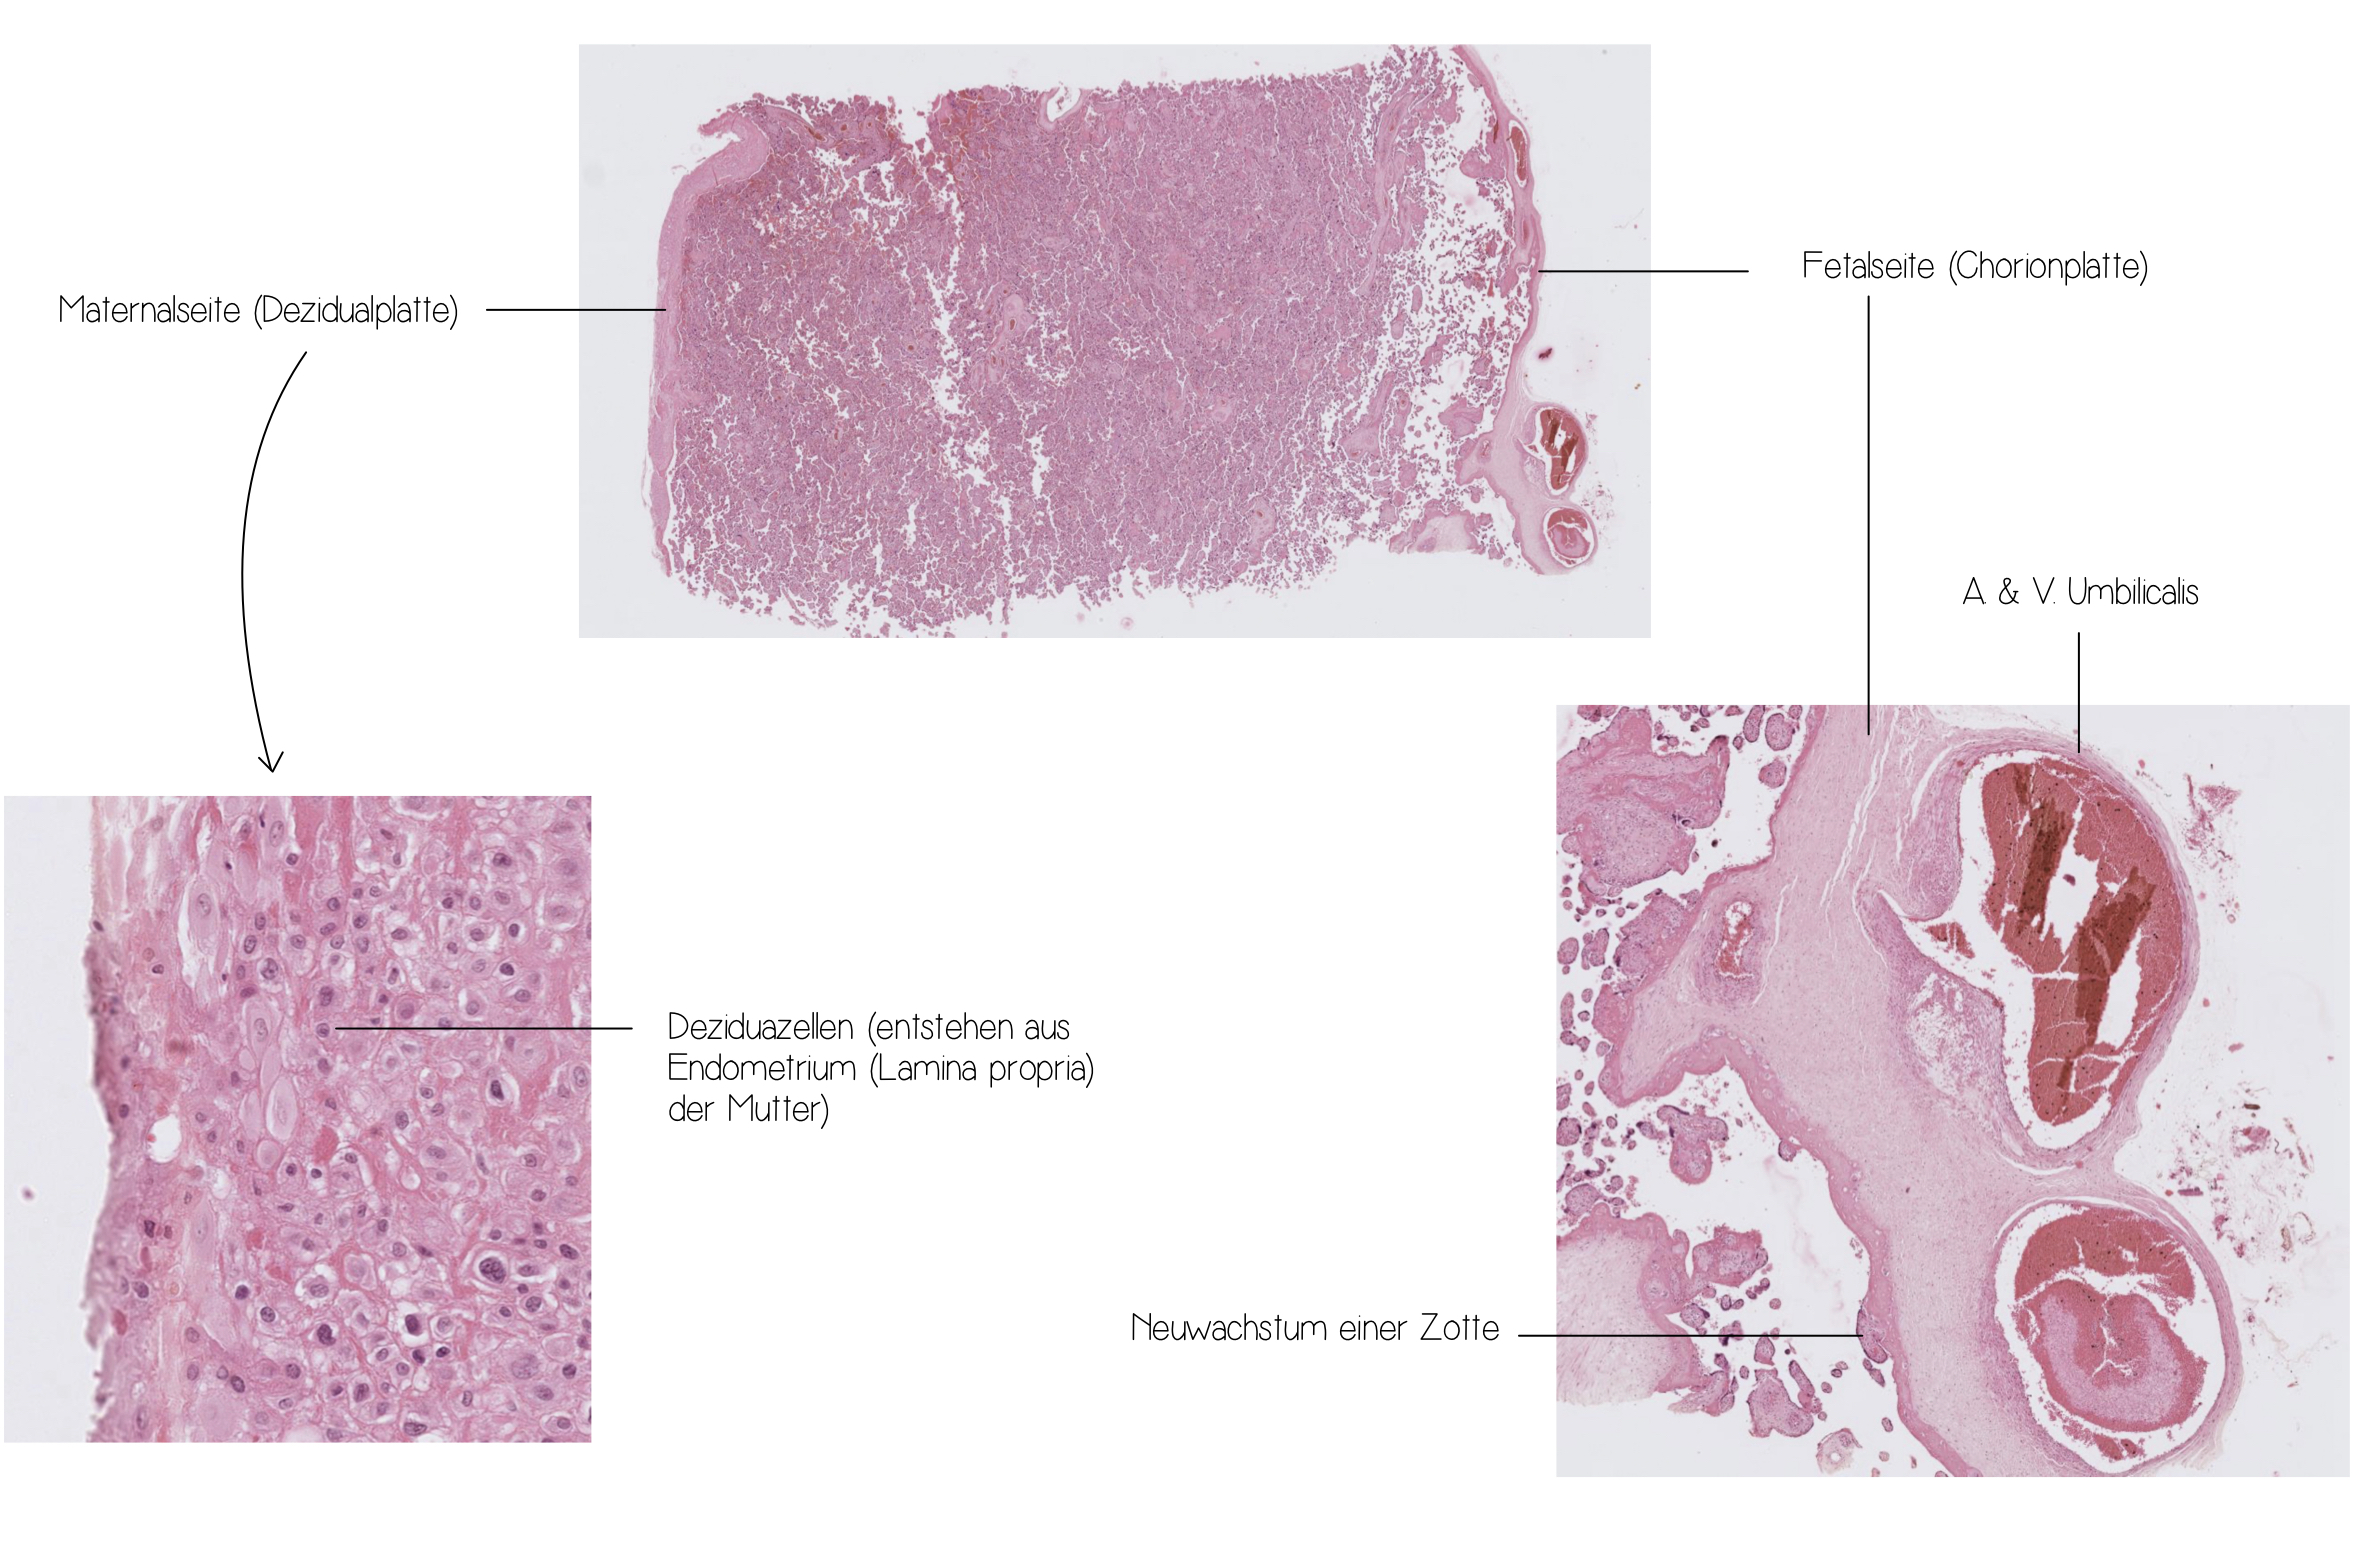 Fetalseite (Chorionplatte)
Maternalseite (Dezidualplatte)
A. & V. Umbilicalis
Deziduazellen (entstehen aus
Endometrium (Lamina propria)
der Mutter)
Neuwachstum einer Zotte